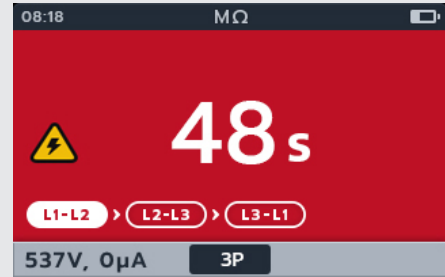 08:18 MΩ
48 s
L1-L2 > L2-L3 > L3-L1
537V, 0µA 3P